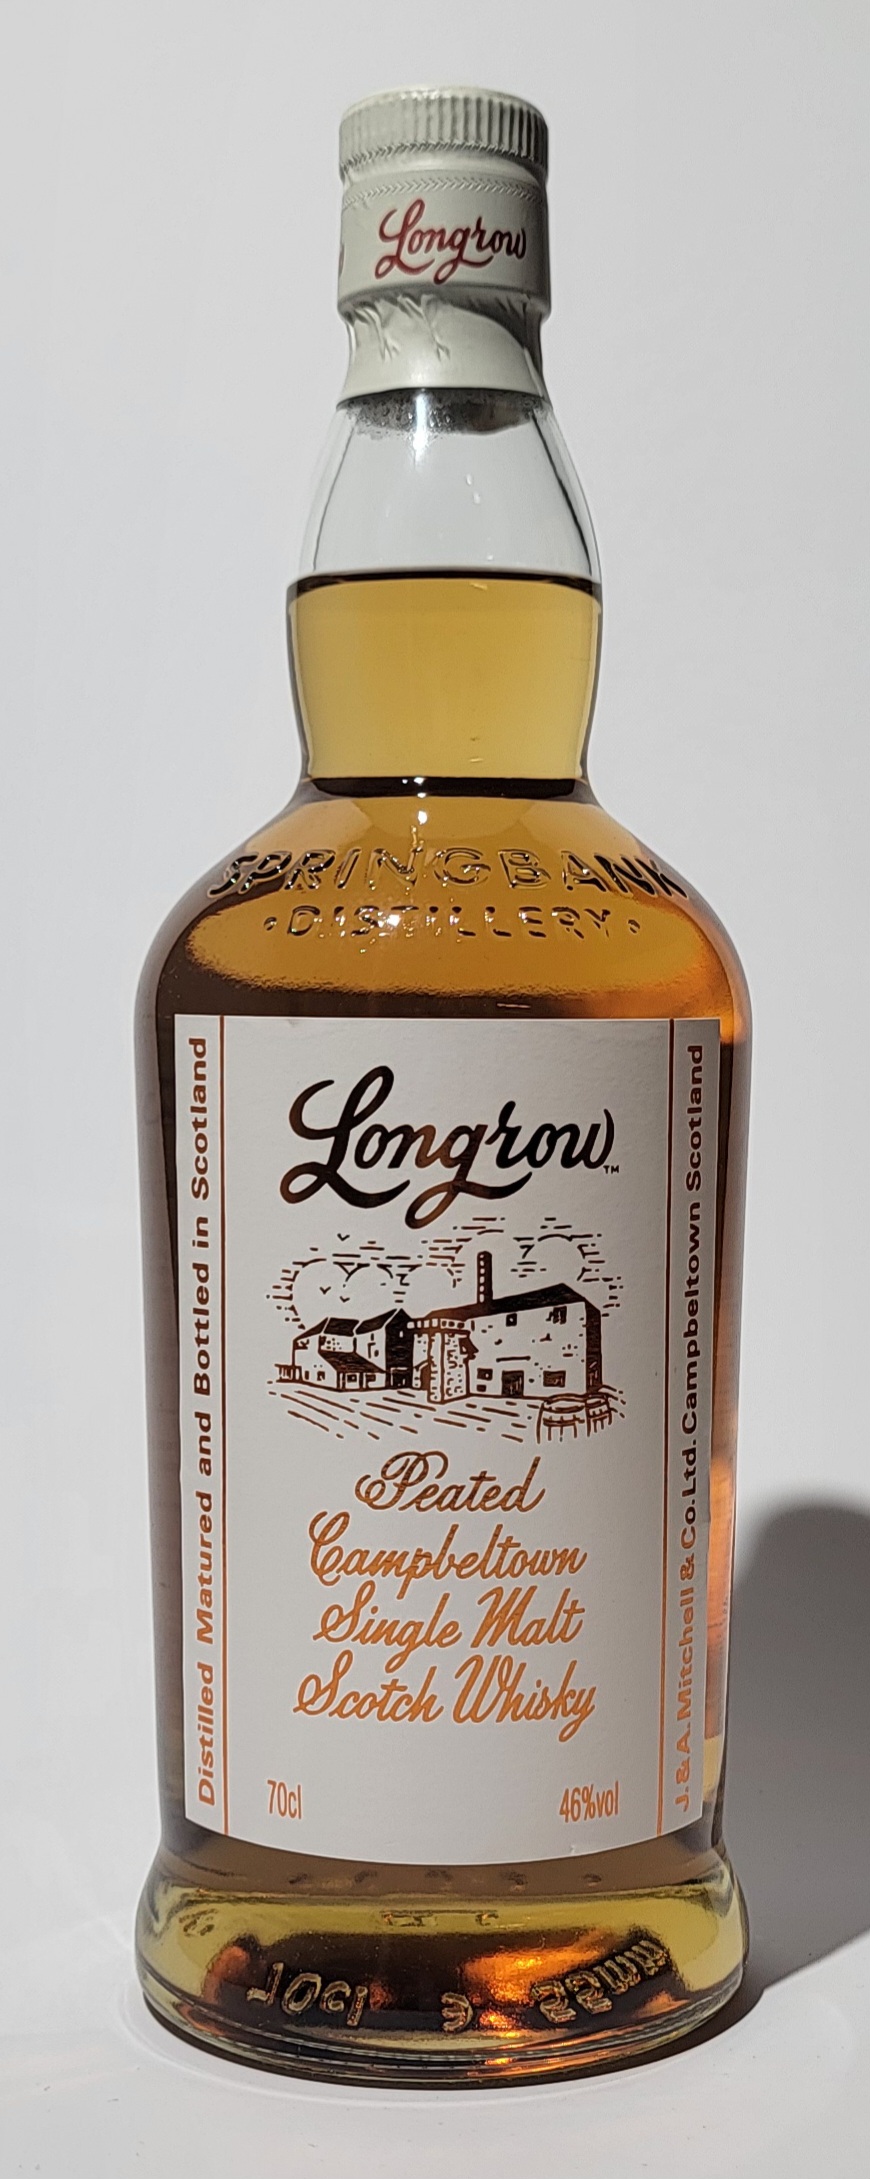 Longrow
SPRINGBANK
·DISTILLERY·
Distilled Matured and Bottled in Scotland
Longrow™
Peated
Campbeltown
Single Malt
Scotch Whisky
70cl
46%vol
J.&A.Mitchell & Co.Ltd. Campbeltown Scotland
70cl